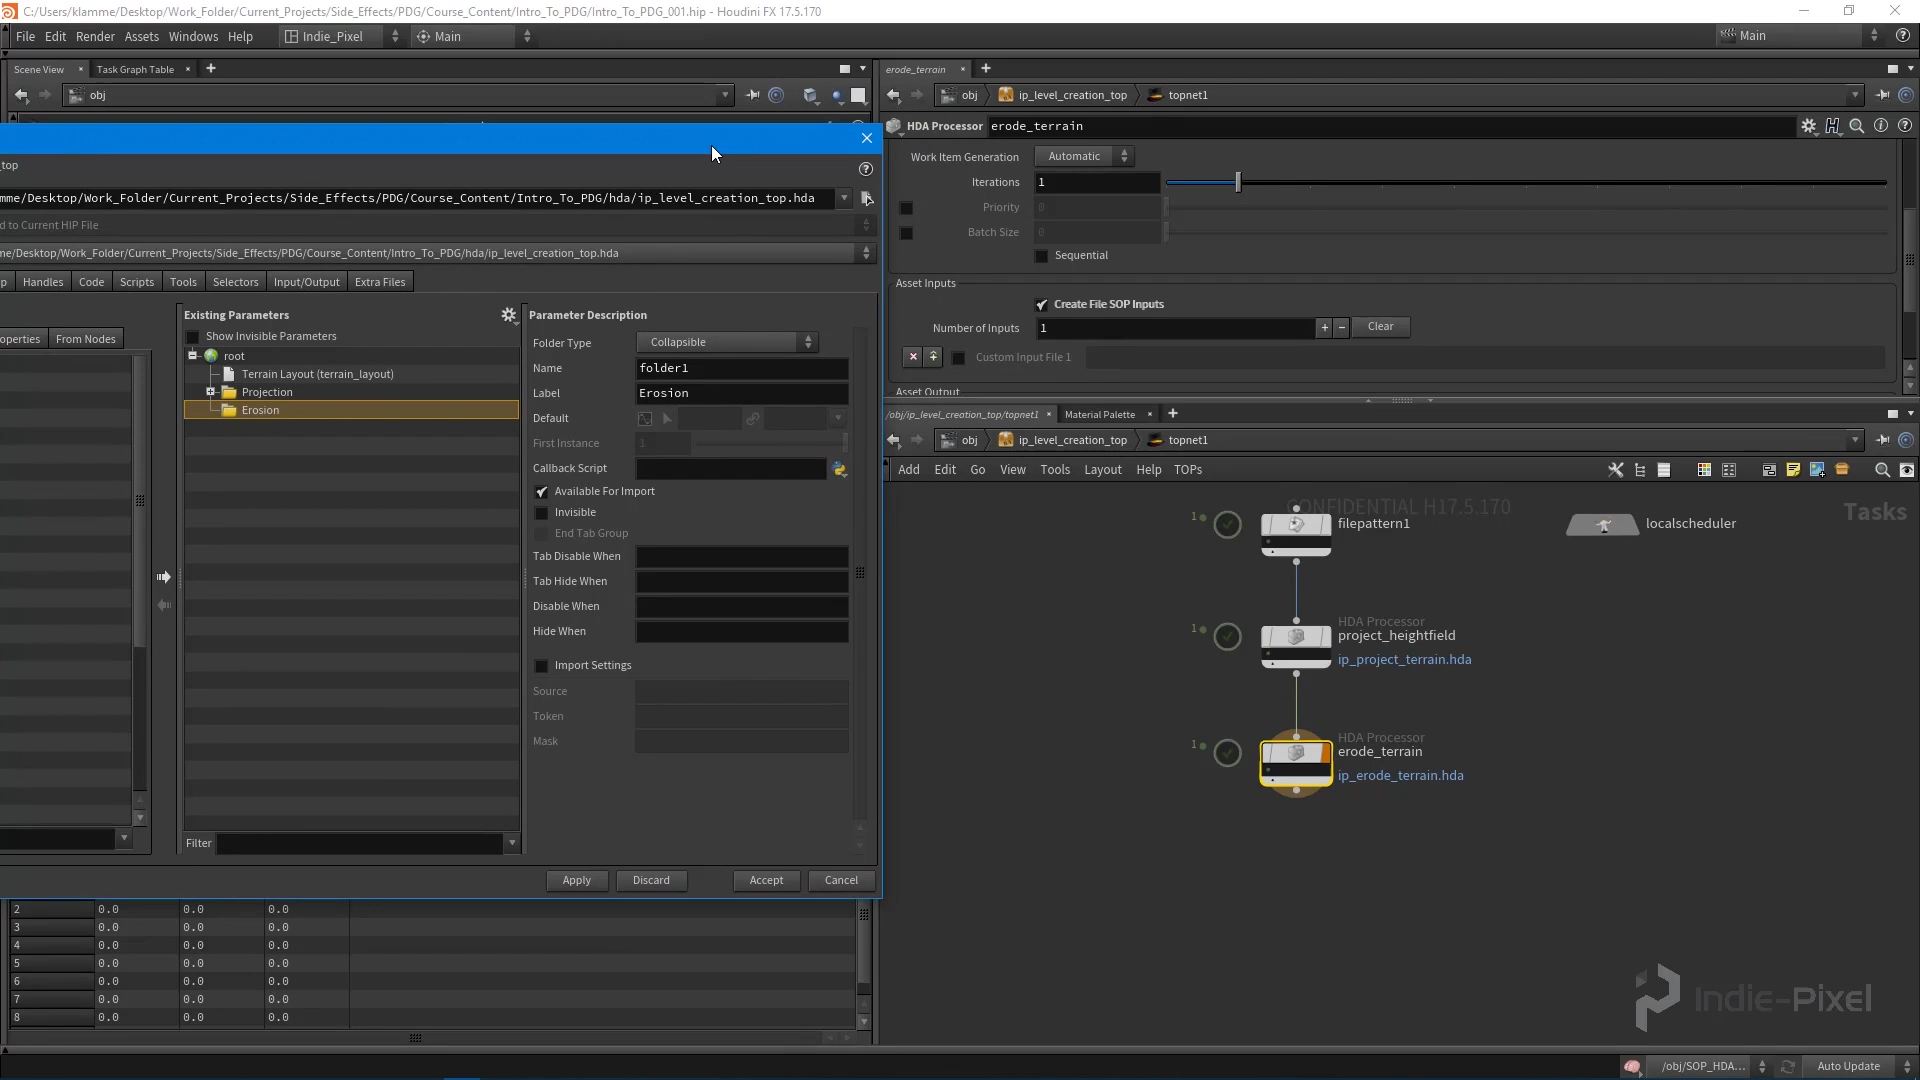 C:/Users/klamme/Desktop/Work_Folder/Current_Projects/Side_Effects/PDG/Course_Content/Intro_To_PDG/Intro_To_PDG_001.hip - Houdini FX 17.5.170
File Edit Render Assets Windows Help Indie_Pixel Main Main
Scene View Task Graph Table
obj
top
mme/Desktop/Work_Folder/Current_Projects/Side_Effects/PDG/Course_Content/Intro_To_PDG/hda/ip_level_creation_top.hda
d to Current HIP File
ne/Desktop/Work_Folder/Current_Projects/Side_Effects/PDG/Course_Content/Intro_To_PDG/hda/ip_level_creation_top.hda
p Handles Code Scripts Tools Selectors Input/Output Extra Files
operties From Nodes
Existing Parameters
Show Invisible Parameters
root
Terrain Layout (terrain_layout)
Projection
Erosion
Filter
Parameter Description
Folder Type Collapsible
Name folder1
Label Erosion
Default
First Instance 1
Callback Script
Available For Import
Invisible
End Tab Group
Tab Disable When
Tab Hide When
Disable When
Hide When
Import Settings
Source
Token
Mask
Apply Discard Accept Cancel
2 0.0 0.0 0.0
3 0.0 0.0 0.0
4 0.0 0.0 0.0
5 0.0 0.0 0.0
6 0.0 0.0 0.0
7 0.0 0.0 0.0
8 0.0 0.0 0.0
erode_terrain
obj ip_level_creation_top topnet1
HDA Processor erode_terrain
Work Item Generation Automatic
Iterations 1
Priority 0
Batch Size 0
Sequential
Asset Inputs
Create File SOP Inputs
Number of Inputs 1 + − Clear
Custom Input File 1
Asset Output
/obj/ip_level_creation_top/topnet1 Material Palette
obj ip_level_creation_top topnet1
Add Edit Go View Tools Layout Help TOPs
CONFIDENTIAL H17.5.170
Tasks
1 filepattern1
localscheduler
HDA Processor
1 project_heightfield
ip_project_terrain.hda
HDA Processor
1 erode_terrain
ip_erode_terrain.hda
Indie-Pixel
/obj/SOP_HDA... Auto Update